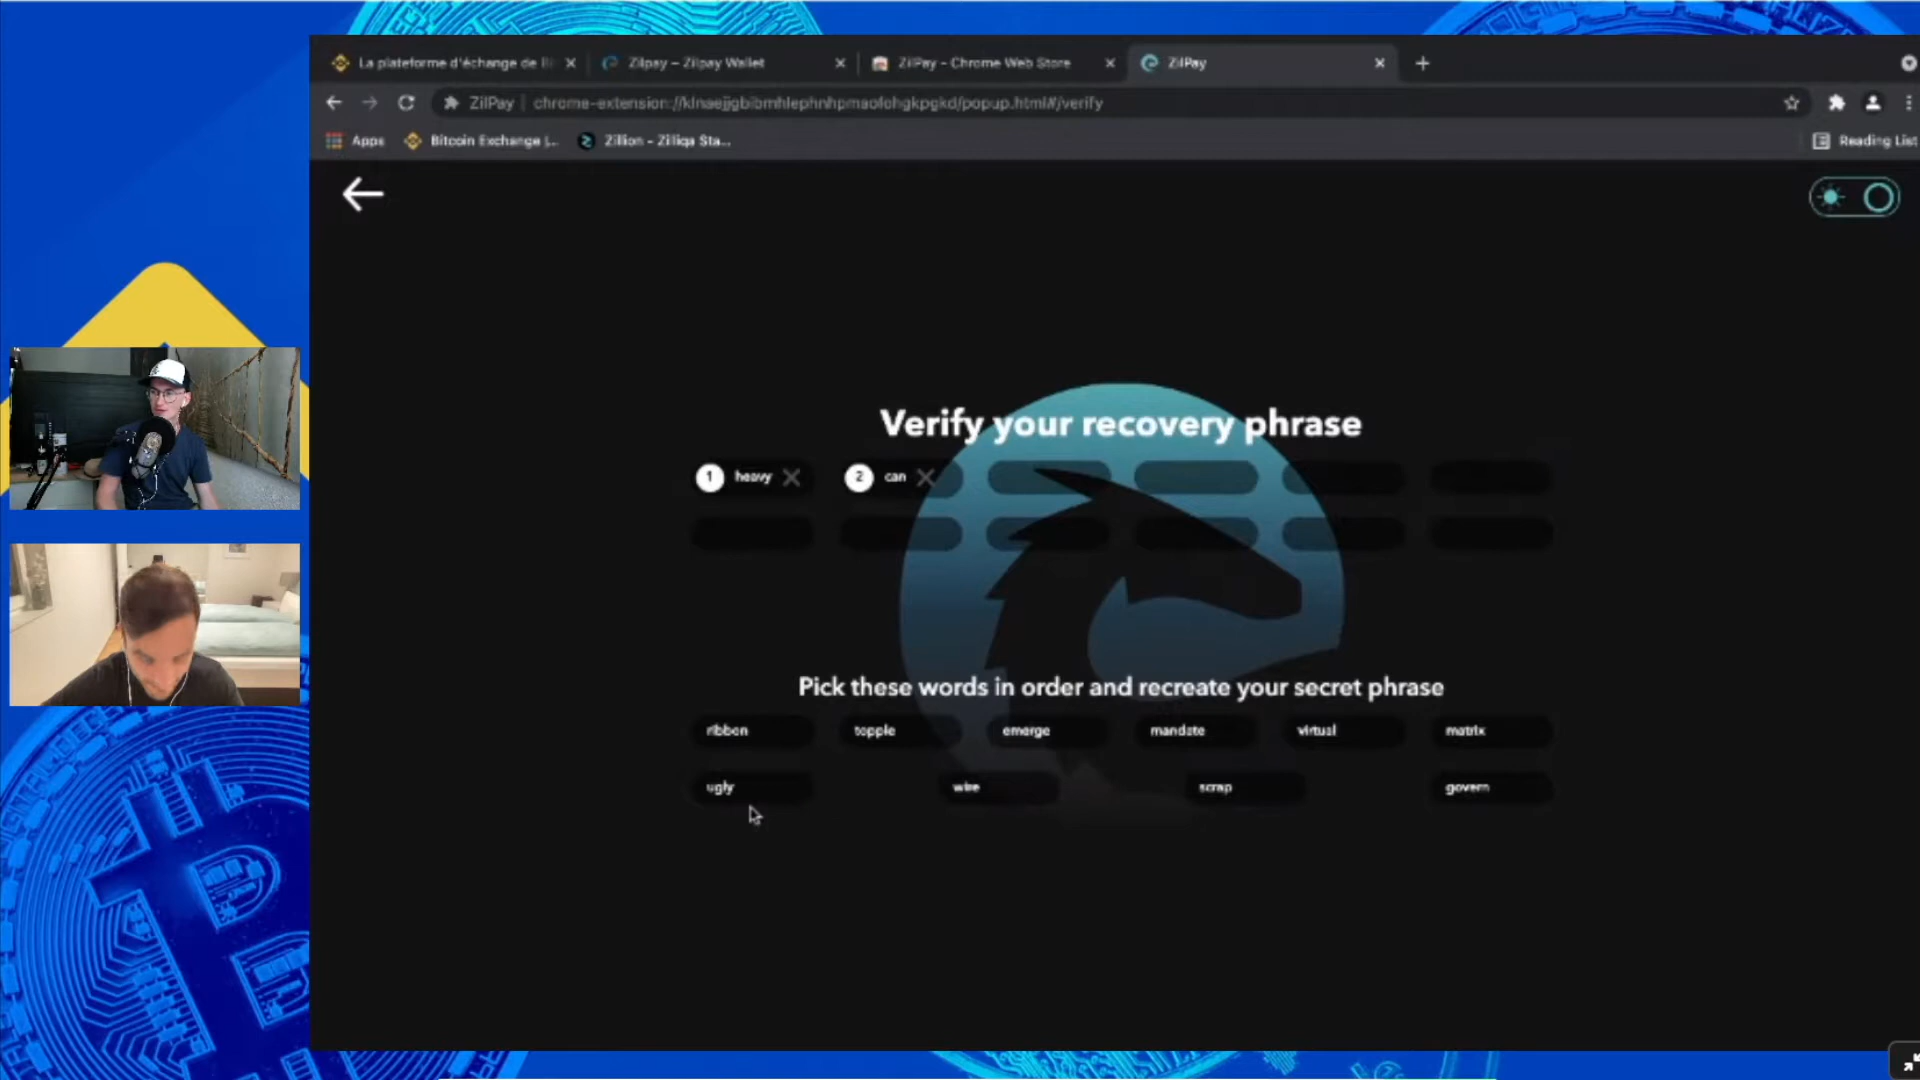 La plateforme d'échange de
Zilpay – Zilpay Wallet
ZilPay - Chrome Web Store
ZilPay
ZilPay
Apps
Bitcoin Exchange |...
Zillion - Zilliqa Sta...
Reading List
Verify your recovery phrase
1 heavy
2 can
Pick these words in order and recreate your secret phrase
ribbon topple emerge mandate virtual matrix
ugly wire scrap govern